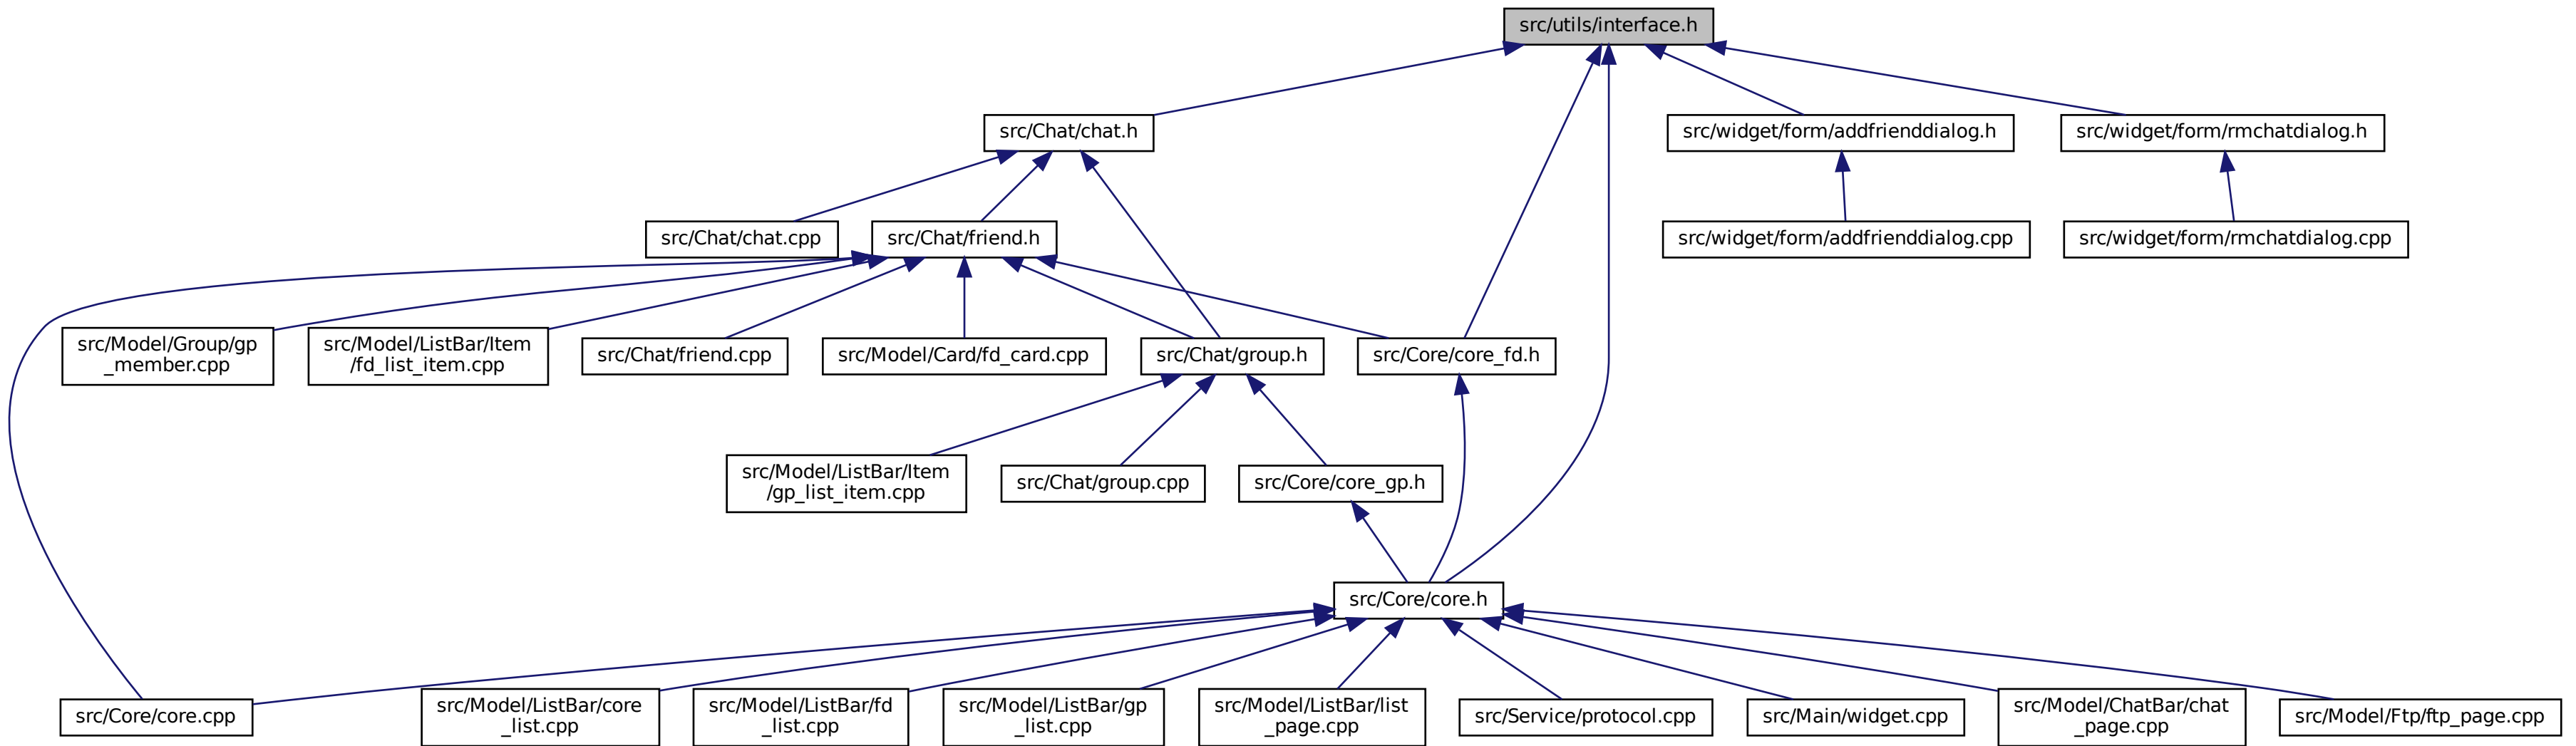 src/utils/interface.h
src/Chat/chat.h
src/widget/form/addfrienddialog.h
src/widget/form/rmchatdialog.h
src/Chat/chat.cpp
src/Chat/friend.h
src/widget/form/addfrienddialog.cpp
src/widget/form/rmchatdialog.cpp
src/Model/Group/gp
_member.cpp
src/Model/ListBar/Item
/fd_list_item.cpp
src/Chat/friend.cpp
src/Model/Card/fd_card.cpp
src/Chat/group.h
src/Core/core_fd.h
src/Model/ListBar/Item
/gp_list_item.cpp
src/Chat/group.cpp
src/Core/core_gp.h
src/Core/core.h
src/Core/core.cpp
src/Model/ListBar/core
_list.cpp
src/Model/ListBar/fd
_list.cpp
src/Model/ListBar/gp
_list.cpp
src/Model/ListBar/list
_page.cpp
src/Service/protocol.cpp
src/Main/widget.cpp
src/Model/ChatBar/chat
_page.cpp
src/Model/Ftp/ftp_page.cpp